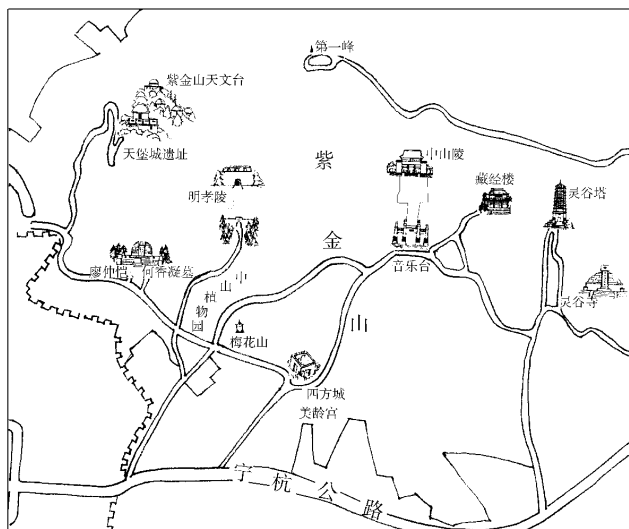 第一峰
紫金山天文台
天堡城遗址
紫
金
山
中山陵
藏经楼
灵谷塔
明孝陵
音乐台
灵谷寺
廖仲恺、何香凝墓
中山植物园
梅花山
四方城
美龄宫
宁杭公路